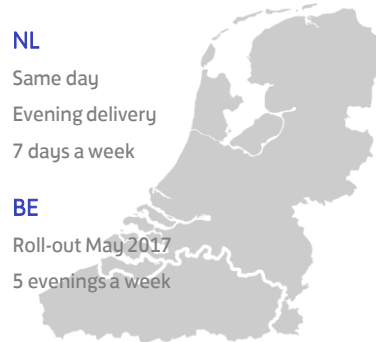 NL
Same day
Evening delivery
7 days a week
BE
Roll-out May 2017
5 evenings a week